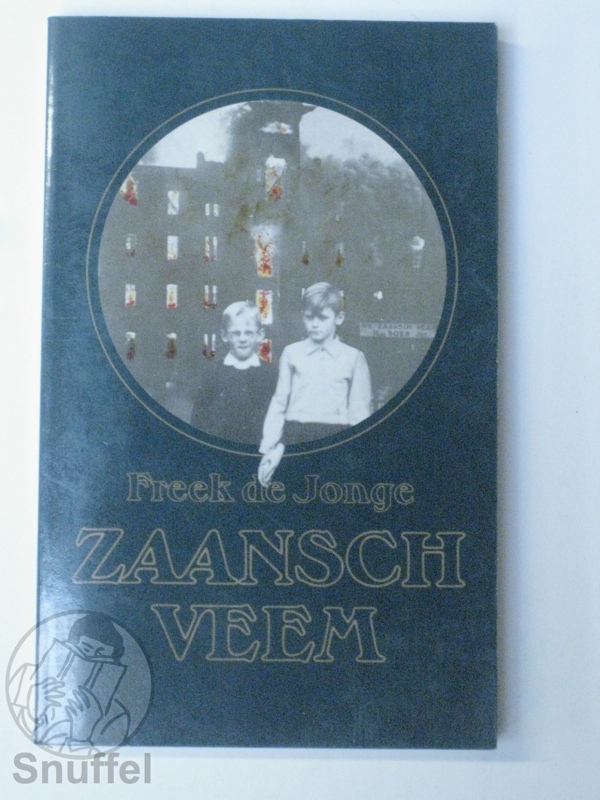 Freek de Jonge
ZAANSCH
VEEM
Snuffel